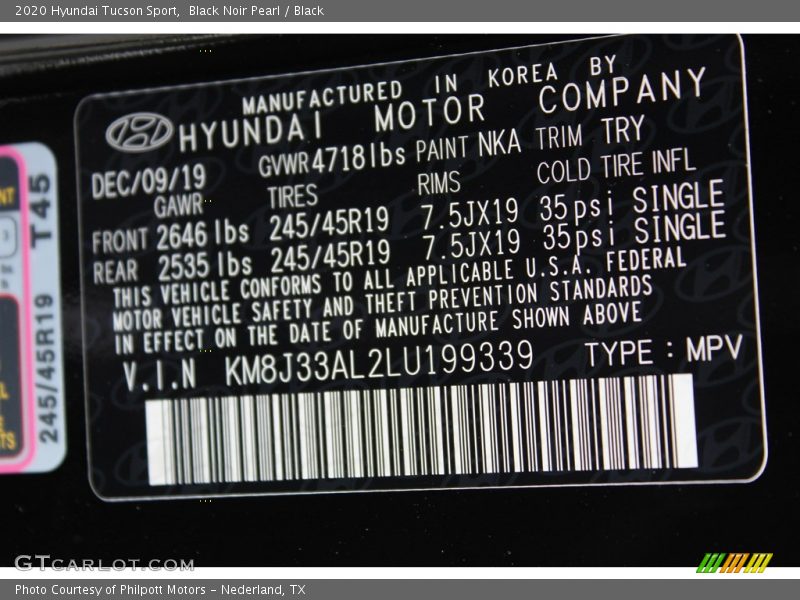 2020 Hyundai Tucson Sport,  Black Noir Pearl / Black
MANUFACTURED IN KOREA BY
HYUNDAI MOTOR COMPANY
DEC/09/19 GVWR 4718lbs PAINT NKA TRIM TRY
GAWR TIRES RIMS COLD TIRE INFL
FRONT 2646 lbs 245/45R19 7.5JX19 35psi SINGLE
REAR 2535 lbs 245/45R19 7.5JX19 35psi SINGLE
THIS VEHICLE CONFORMS TO ALL APPLICABLE U.S.A. FEDERAL
MOTOR VEHICLE SAFETY AND THEFT PREVENTION STANDARDS
IN EFFECT ON THE DATE OF MANUFACTURE SHOWN ABOVE
V.I.N KM8J33AL2LU199339 TYPE : MPV
T45
245/45R19
GTCARLOT.COM
Photo Courtesy of Philpott Motors - Nederland, TX